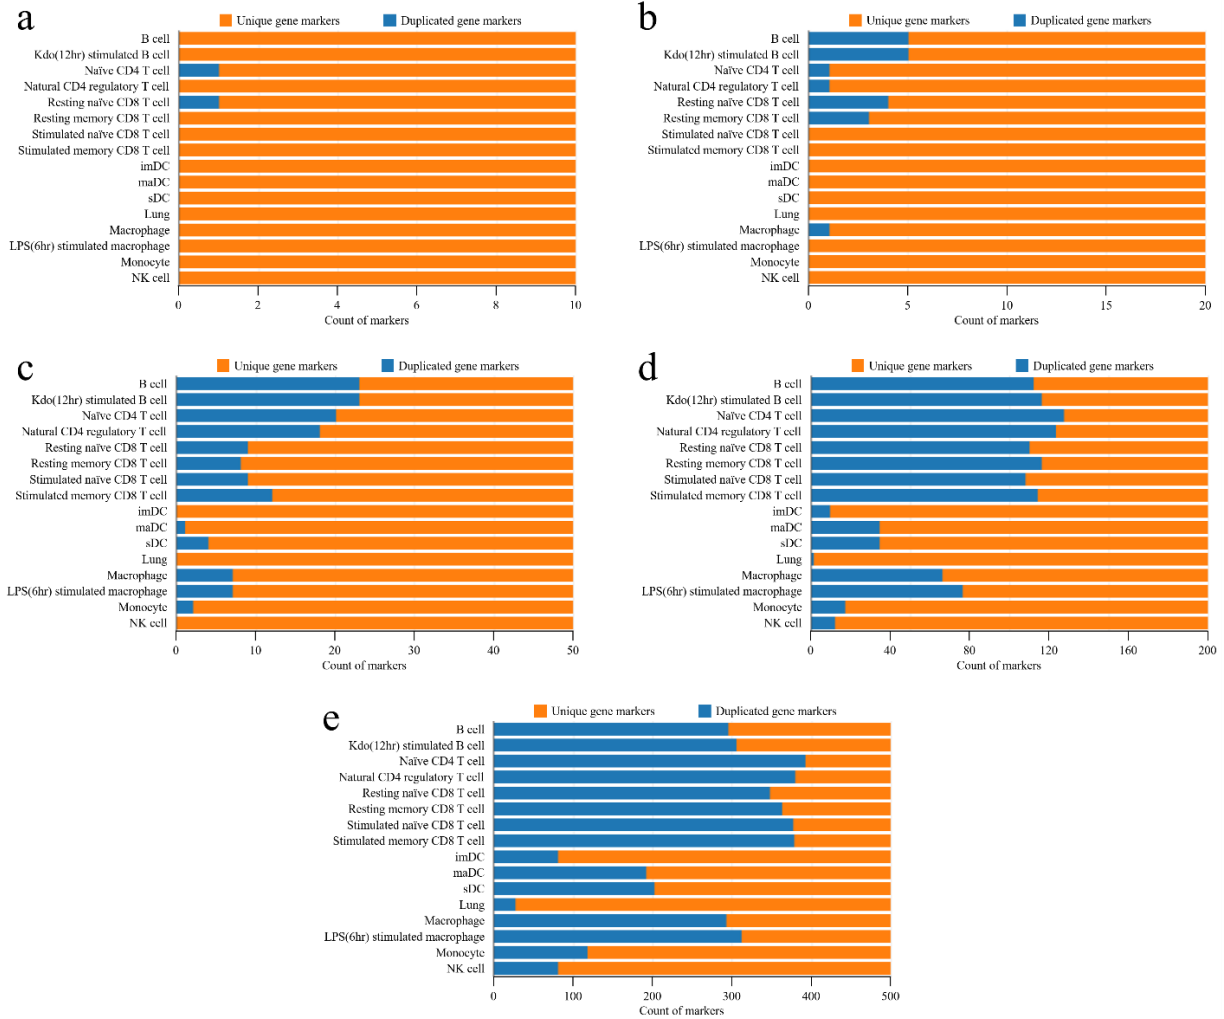 a
Unique gene markers Duplicated gene markers
B cell
Kdo(12hr) stimulated B cell
Naïve CD4 T cell
Natural CD4 regulatory T cell
Resting naïve CD8 T cell
Resting memory CD8 T cell
Stimulated naïve CD8 T cell
Stimulated memory CD8 T cell
imDC
maDC
sDC
Lung
Macrophage
LPS(6hr) stimulated macrophage
Monocyte
NK cell
0 2 4 6 8 10
Count of markers
b
Unique gene markers Duplicated gene markers
B cell
Kdo(12hr) stimulated B cell
Naïve CD4 T cell
Natural CD4 regulatory T cell
Resting naïve CD8 T cell
Resting memory CD8 T cell
Stimulated naïve CD8 T cell
Stimulated memory CD8 T cell
imDC
maDC
sDC
Lung
Macrophage
LPS(6hr) stimulated macrophage
Monocyte
NK cell
0 5 10 15 20
Count of markers
c
Unique gene markers Duplicated gene markers
B cell
Kdo(12hr) stimulated B cell
Naïve CD4 T cell
Natural CD4 regulatory T cell
Resting naïve CD8 T cell
Resting memory CD8 T cell
Stimulated naïve CD8 T cell
Stimulated memory CD8 T cell
imDC
maDC
sDC
Lung
Macrophage
LPS(6hr) stimulated macrophage
Monocyte
NK cell
0 10 20 30 40 50
Count of markers
d
Unique gene markers Duplicated gene markers
B cell
Kdo(12hr) stimulated B cell
Naïve CD4 T cell
Natural CD4 regulatory T cell
Resting naïve CD8 T cell
Resting memory CD8 T cell
Stimulated naïve CD8 T cell
Stimulated memory CD8 T cell
imDC
maDC
sDC
Lung
Macrophage
LPS(6hr) stimulated macrophage
Monocyte
NK cell
0 40 80 120 160 200
Count of markers
e
Unique gene markers Duplicated gene markers
B cell
Kdo(12hr) stimulated B cell
Naïve CD4 T cell
Natural CD4 regulatory T cell
Resting naïve CD8 T cell
Resting memory CD8 T cell
Stimulated naïve CD8 T cell
Stimulated memory CD8 T cell
imDC
maDC
sDC
Lung
Macrophage
LPS(6hr) stimulated macrophage
Monocyte
NK cell
0 100 200 300 400 500
Count of markers